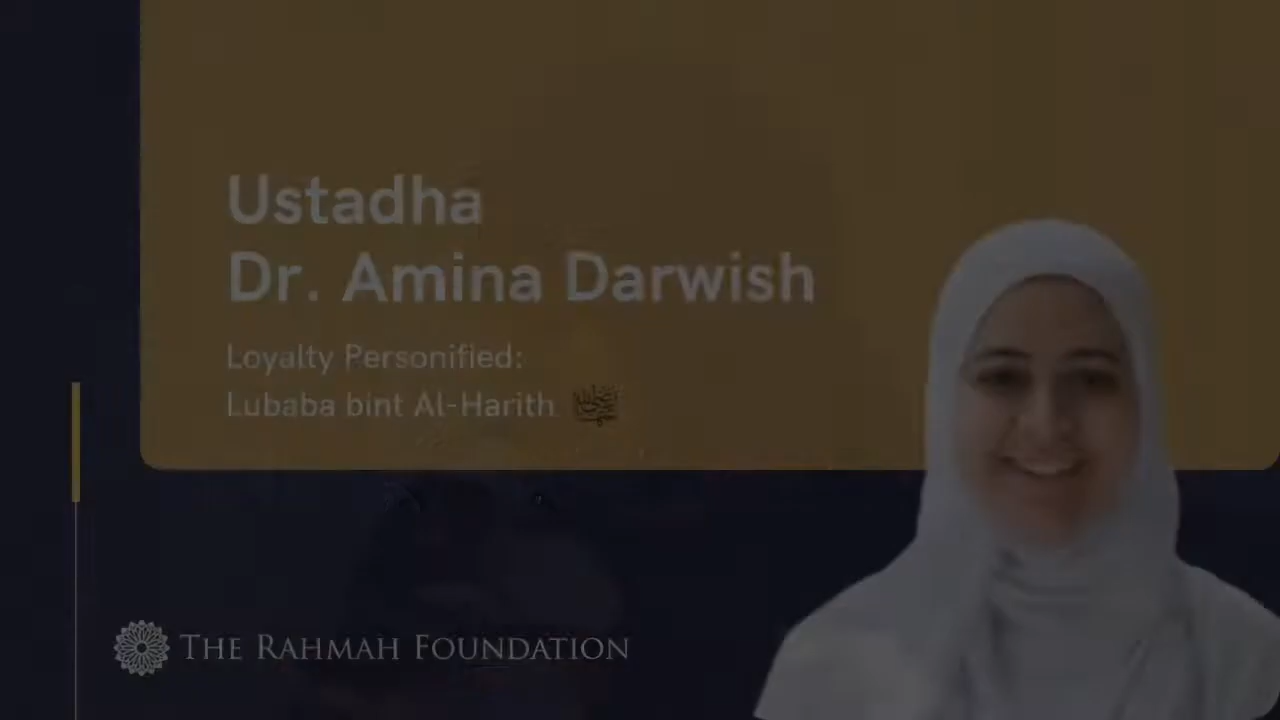 Ustadha
Dr. Amina Darwish
Loyalty Personified:
Lubaba bint Al-Harith
THE RAHMAH FOUNDATION